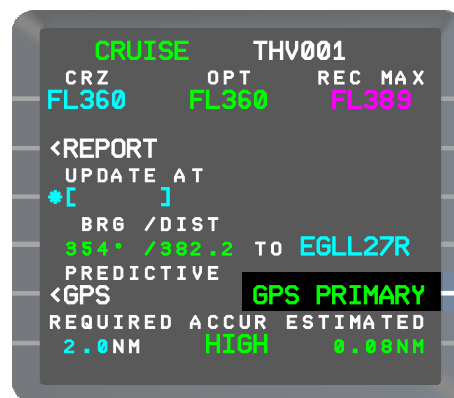 CRUISE THV001
CRZ OPT REC MAX
FL360 FL360 FL389
<REPORT
UPDATE AT
*[ ]
BRG /DIST
354° /382.2 TO EGLL27R
PREDICTIVE
<GPS GPS PRIMARY
REQUIRED ACCUR ESTIMATED
2.0NM HIGH 0.08NM